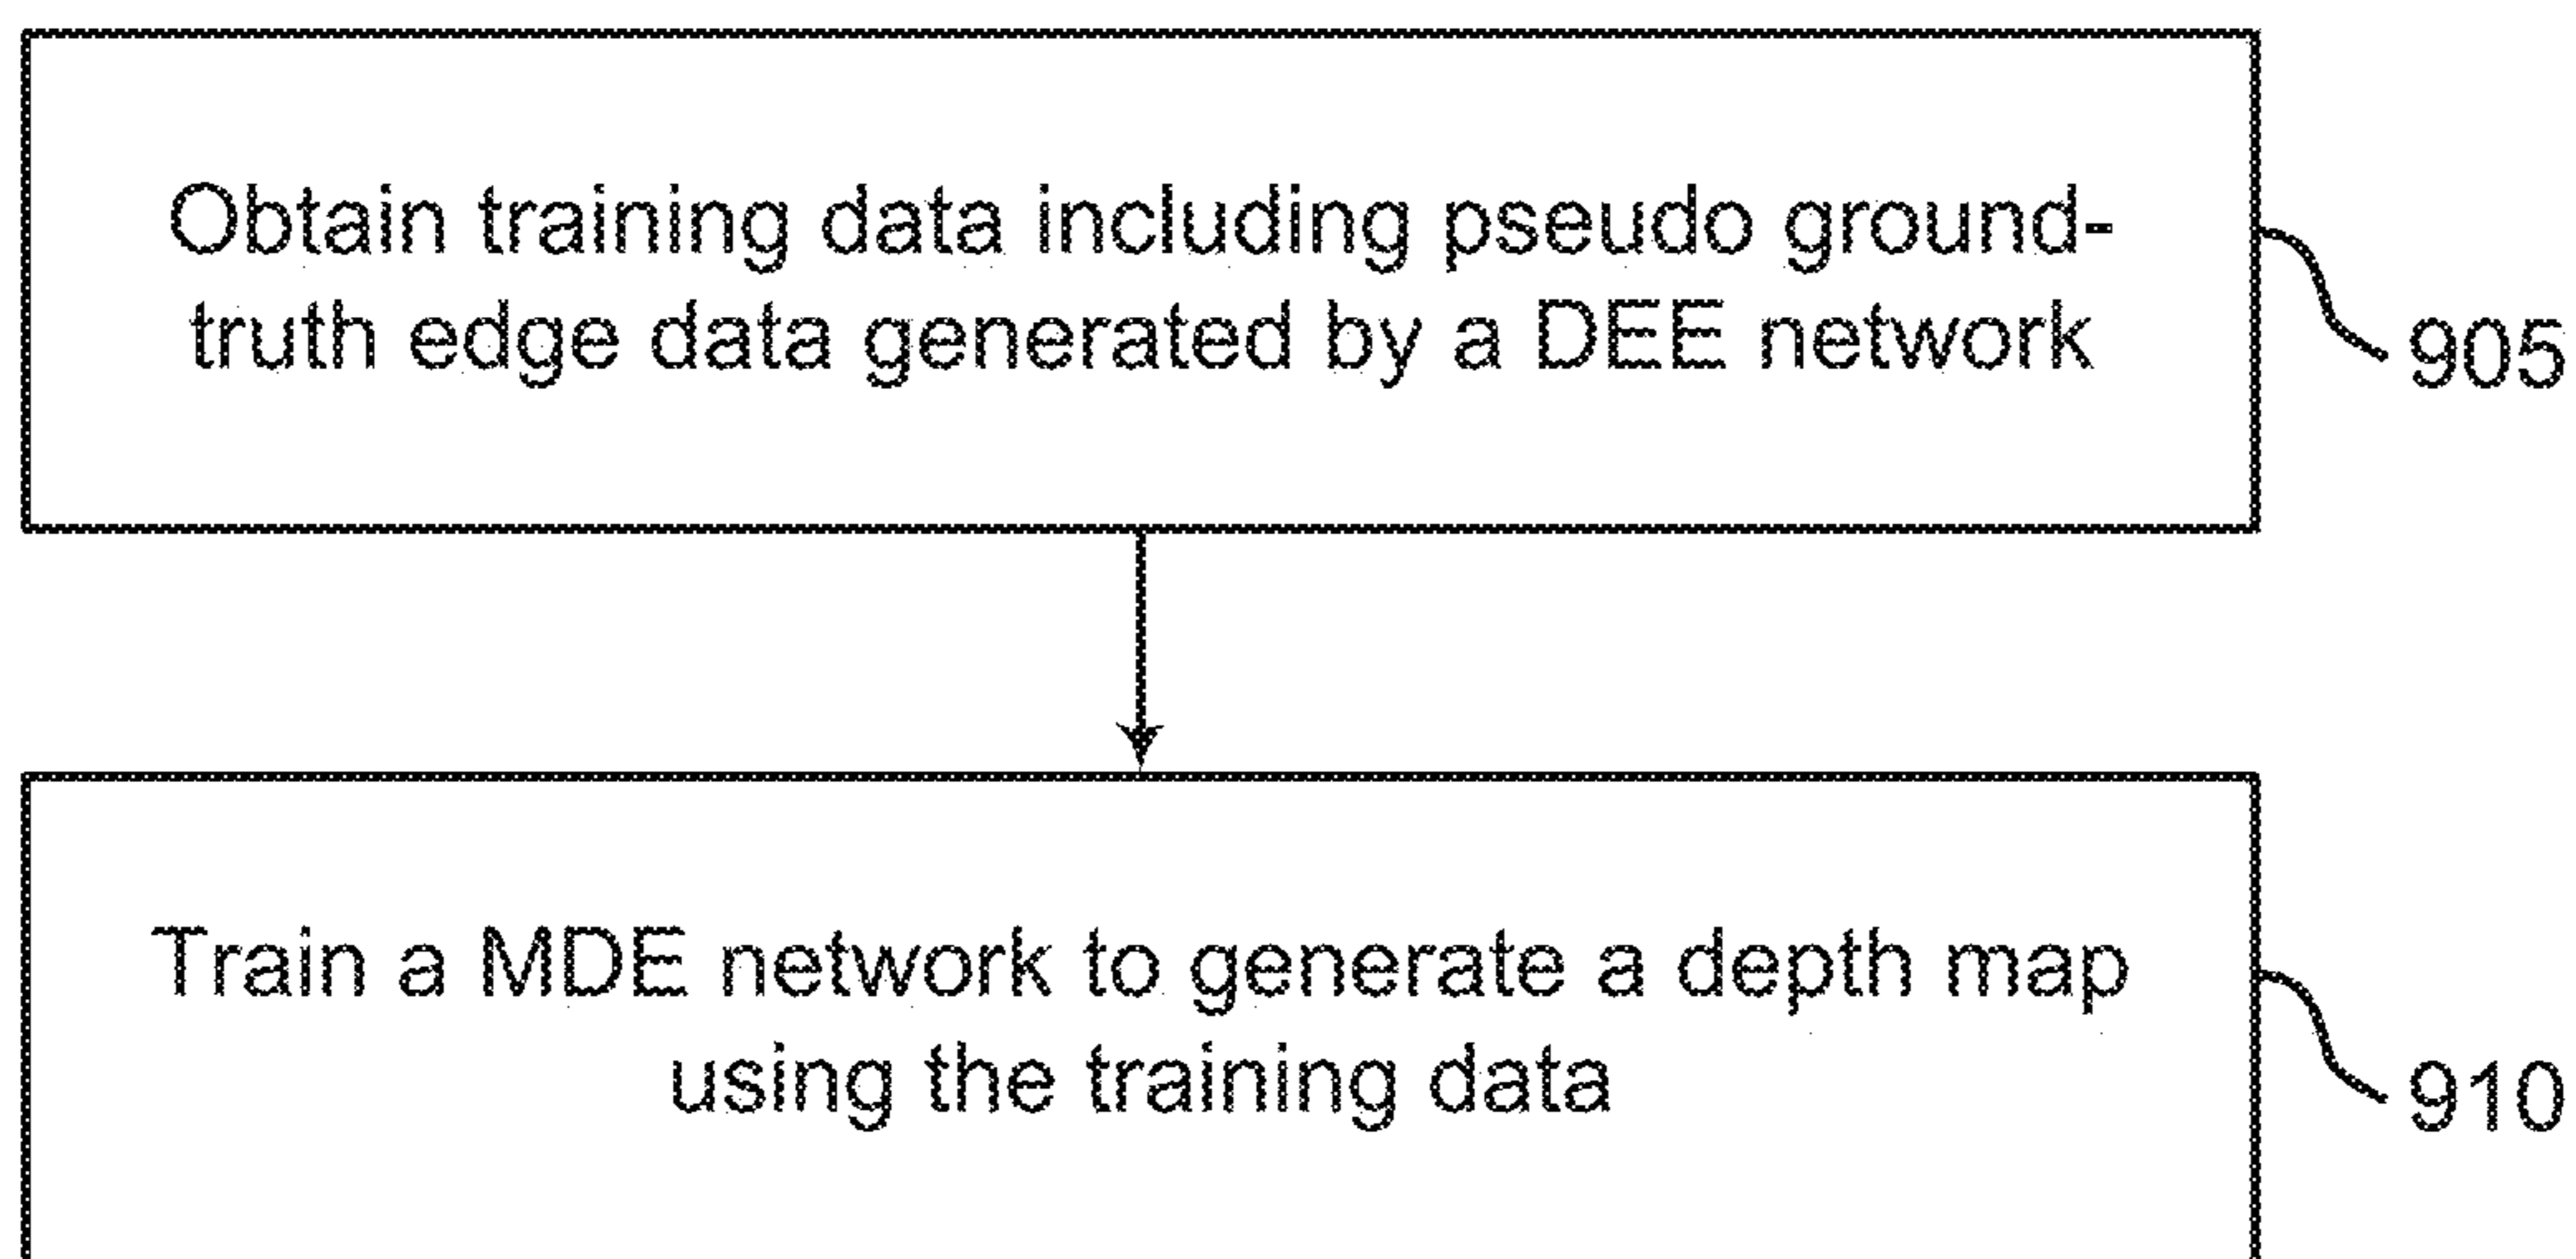 Obtain training data including pseudo ground-
truth edge data generated by a DEE network
905
Train a MDE network to generate a depth map
using the training data
910